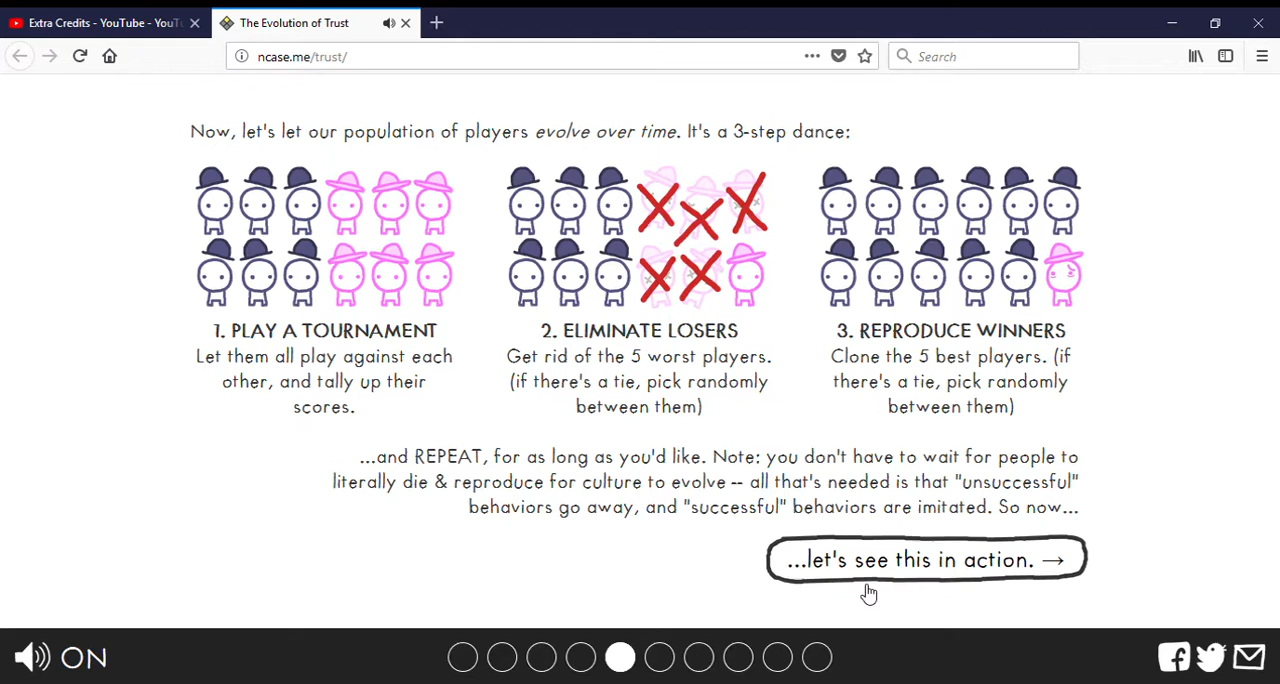 Extra Credits - YouTube - YouTu
The Evolution of Trust
ncase.me/trust/
Search
Now, let's let our population of players evolve over time. It's a 3-step dance:
1. PLAY A TOURNAMENT
Let them all play against each
other, and tally up their
scores.
2. ELIMINATE LOSERS
Get rid of the 5 worst players.
(if there's a tie, pick randomly
between them)
3. REPRODUCE WINNERS
Clone the 5 best players. (if
there's a tie, pick randomly
between them)
...and REPEAT, for as long as you'd like. Note: you don't have to wait for people to
literally die & reproduce for culture to evolve -- all that's needed is that "unsuccessful"
behaviors go away, and "successful" behaviors are imitated. So now...
...let's see this in action. →
ON